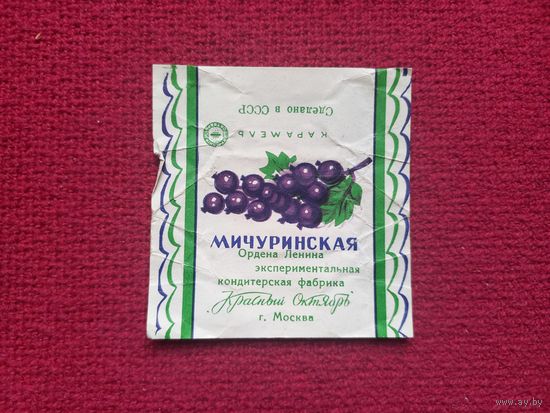 Сделано в СССР
КАРАМЕЛЬ
МИЧУРИНСКАЯ
Ордена Ленина
экспериментальная
кондитерская фабрика
„Красный Октябрь"
г. Москва
www.ay.by